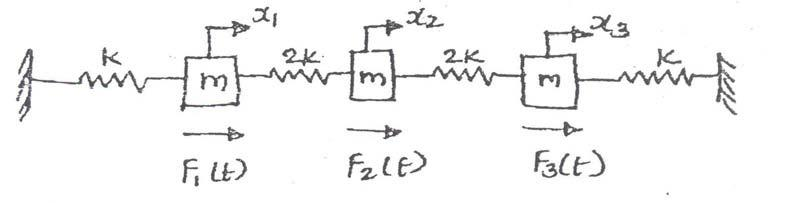 x₁ x₂ x₃
k 2k 2k k
m m m
F₁(t) F₂(t) F₃(t)